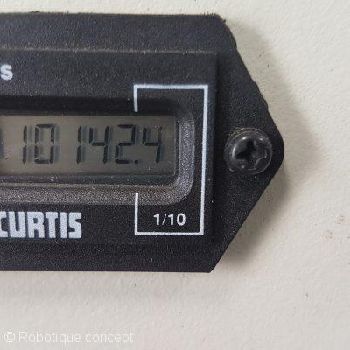 S
10142.4
CURTIS
1/10
© Robotique concept